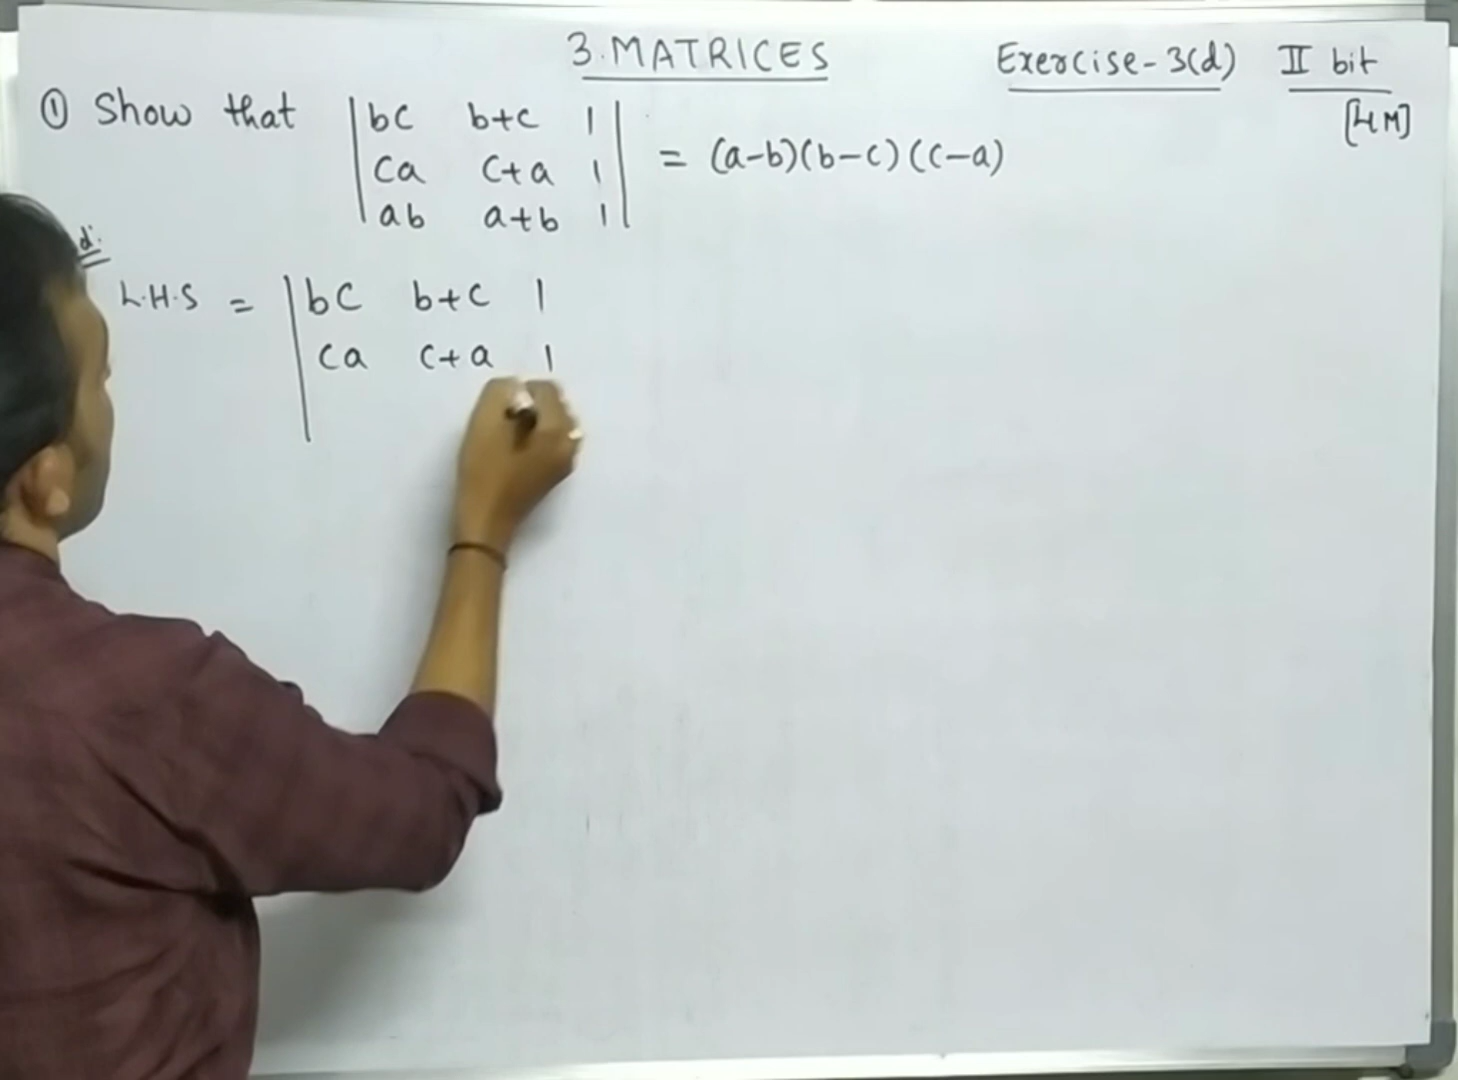 3.MATRICES Exercise-3(d) II bit
[4M]
① Show that | bc b+c 1 |
| ca c+a 1 | = (a-b)(b-c)(c-a)
| ab a+b 1 |
L.H.S = | bc b+c 1
| ca c+a 1